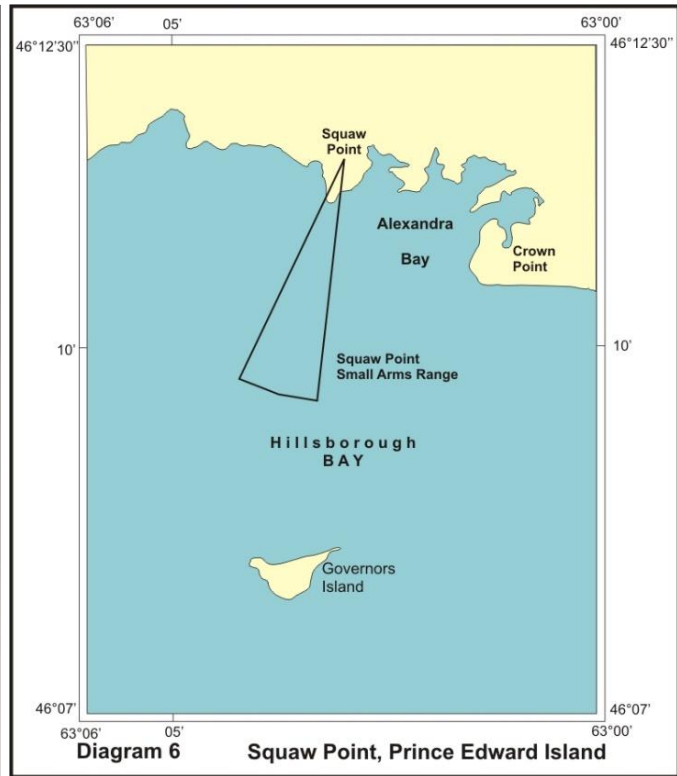 63°06' 05' 63°00'
46°12'30" 46°12'30"
Squaw
Point
Alexandra
Bay
Crown
Point
10' 10'
Squaw Point
Small Arms Range
Hillsborough
BAY
Governors
Island
46°07' 46°07'
63°06' 05' 63°00'
Diagram 6 Squaw Point, Prince Edward Island